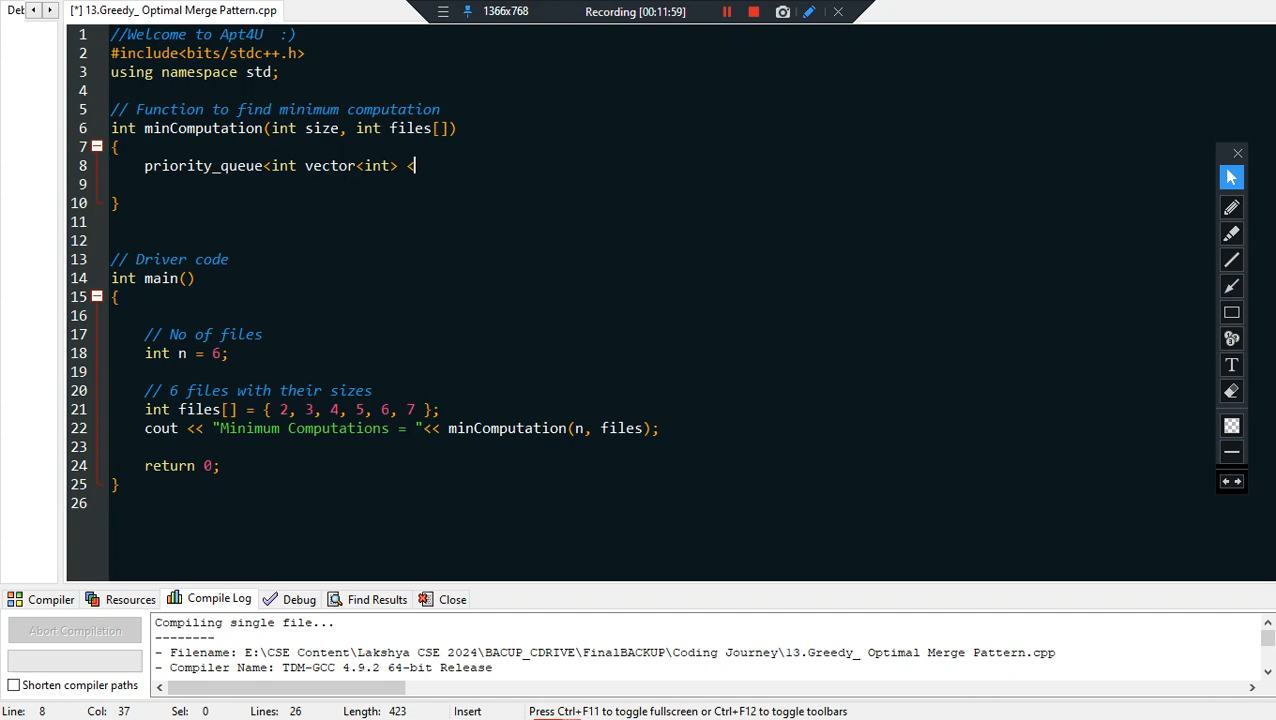 Deb
[*] 13.Greedy_ Optimal Merge Pattern.cpp
1366x768
Recording [00:11:59]
1 //Welcome to Apt4U  :)
2 #include<bits/stdc++.h>
3 using namespace std;
4
5 // Function to find minimum computation
6 int minComputation(int size, int files[])
7 {
8     priority_queue<int vector<int> <
9
10 }
11
12
13 // Driver code
14 int main()
15 {
16
17     // No of files
18     int n = 6;
19
20     // 6 files with their sizes
21     int files[] = { 2, 3, 4, 5, 6, 7 };
22     cout << "Minimum Computations = "<< minComputation(n, files);
23
24     return 0;
25 }
26
T
Compiler Resources Compile Log Debug Find Results Close
Abort Compilation
Shorten compiler paths
Compiling single file...
--------
- Filename: E:\CSE Content\Lakshya CSE 2024\BACUP_CDRIVE\FinalBACKUP\Coding Journey\13.Greedy_ Optimal Merge Pattern.cpp
- Compiler Name: TDM-GCC 4.9.2 64-bit Release
Line: 8 Col: 37 Sel: 0 Lines: 26 Length: 423 Insert Press Ctrl+F11 to toggle fullscreen or Ctrl+F12 to toggle toolbars